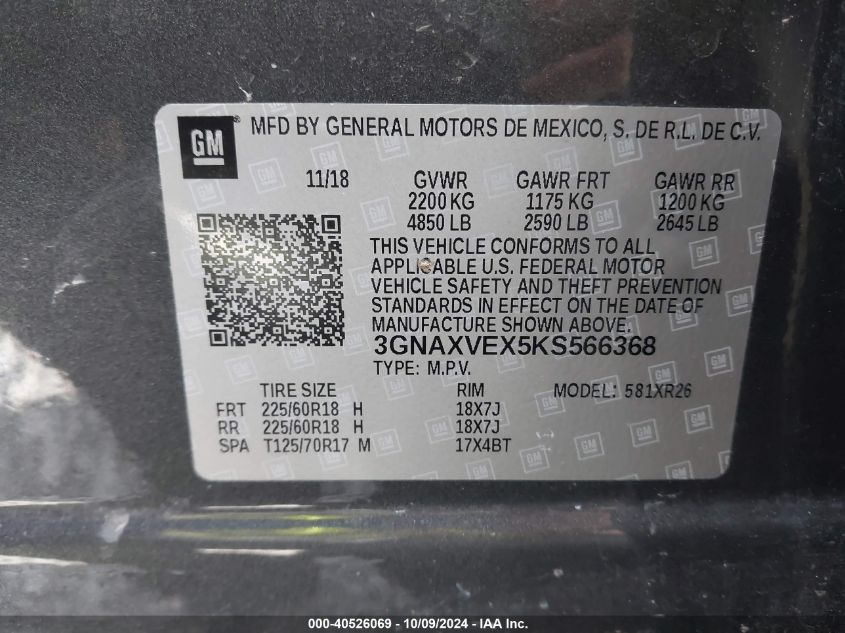 GM® MFD BY GENERAL MOTORS DE MEXICO, S. DE R.L. DE C.V.
11/18 GVWR GAWR FRT GAWR RR
2200 KG 1175 KG 1200 KG
4850 LB 2590 LB 2645 LB
THIS VEHICLE CONFORMS TO ALL
APPLICABLE U.S. FEDERAL MOTOR
VEHICLE SAFETY AND THEFT PREVENTION
STANDARDS IN EFFECT ON THE DATE OF
MANUFACTURE SHOWN ABOVE.
3GNAXVEX5KS566368
TYPE: M.P.V.
TIRE SIZE RIM MODEL: 581XR26
FRT 225/60R18 H 18X7J
RR 225/60R18 H 18X7J
SPA T125/70R17 M 17X4BT
000-40526069 - 10/09/2024 - IAA Inc.